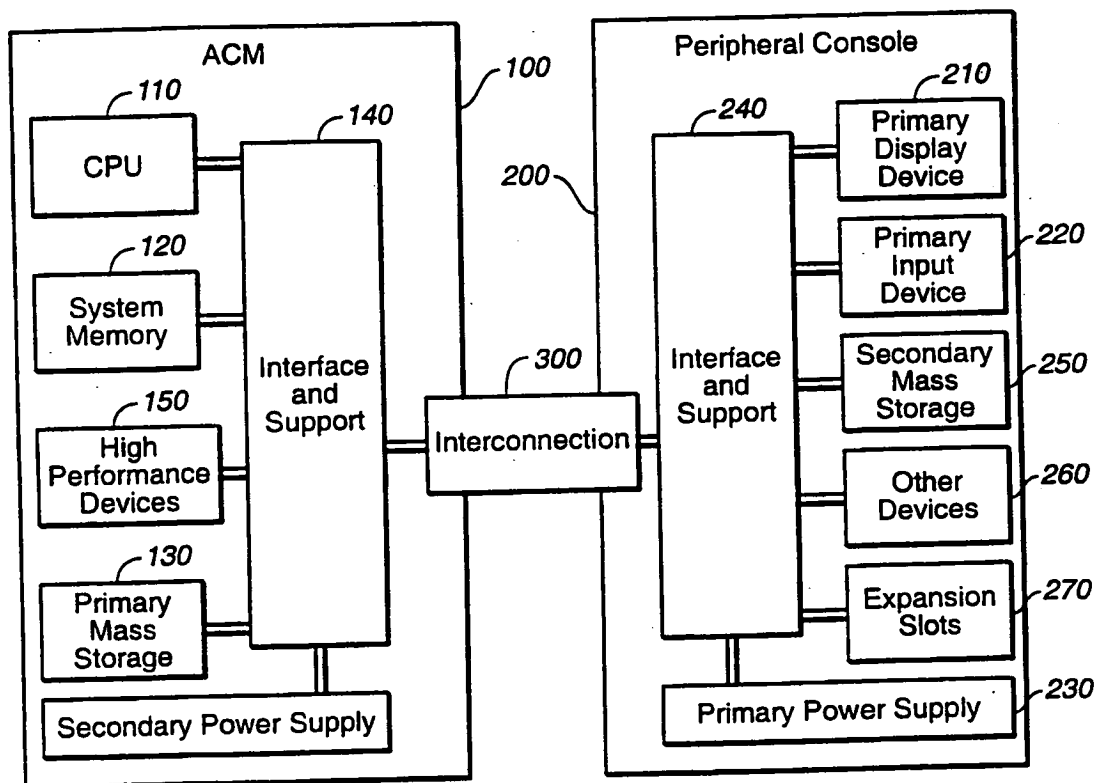 ACM
100
110
CPU
140
Interface
and
Support
120
System
Memory
150
High
Performance
Devices
130
Primary
Mass
Storage
Secondary Power Supply
300
Interconnection
Peripheral Console
200
240
Interface
and
Support
210
Primary
Display
Device
Primary
Input
Device
220
Secondary
Mass
Storage
250
Other
Devices
260
Expansion
Slots
270
Primary Power Supply
230